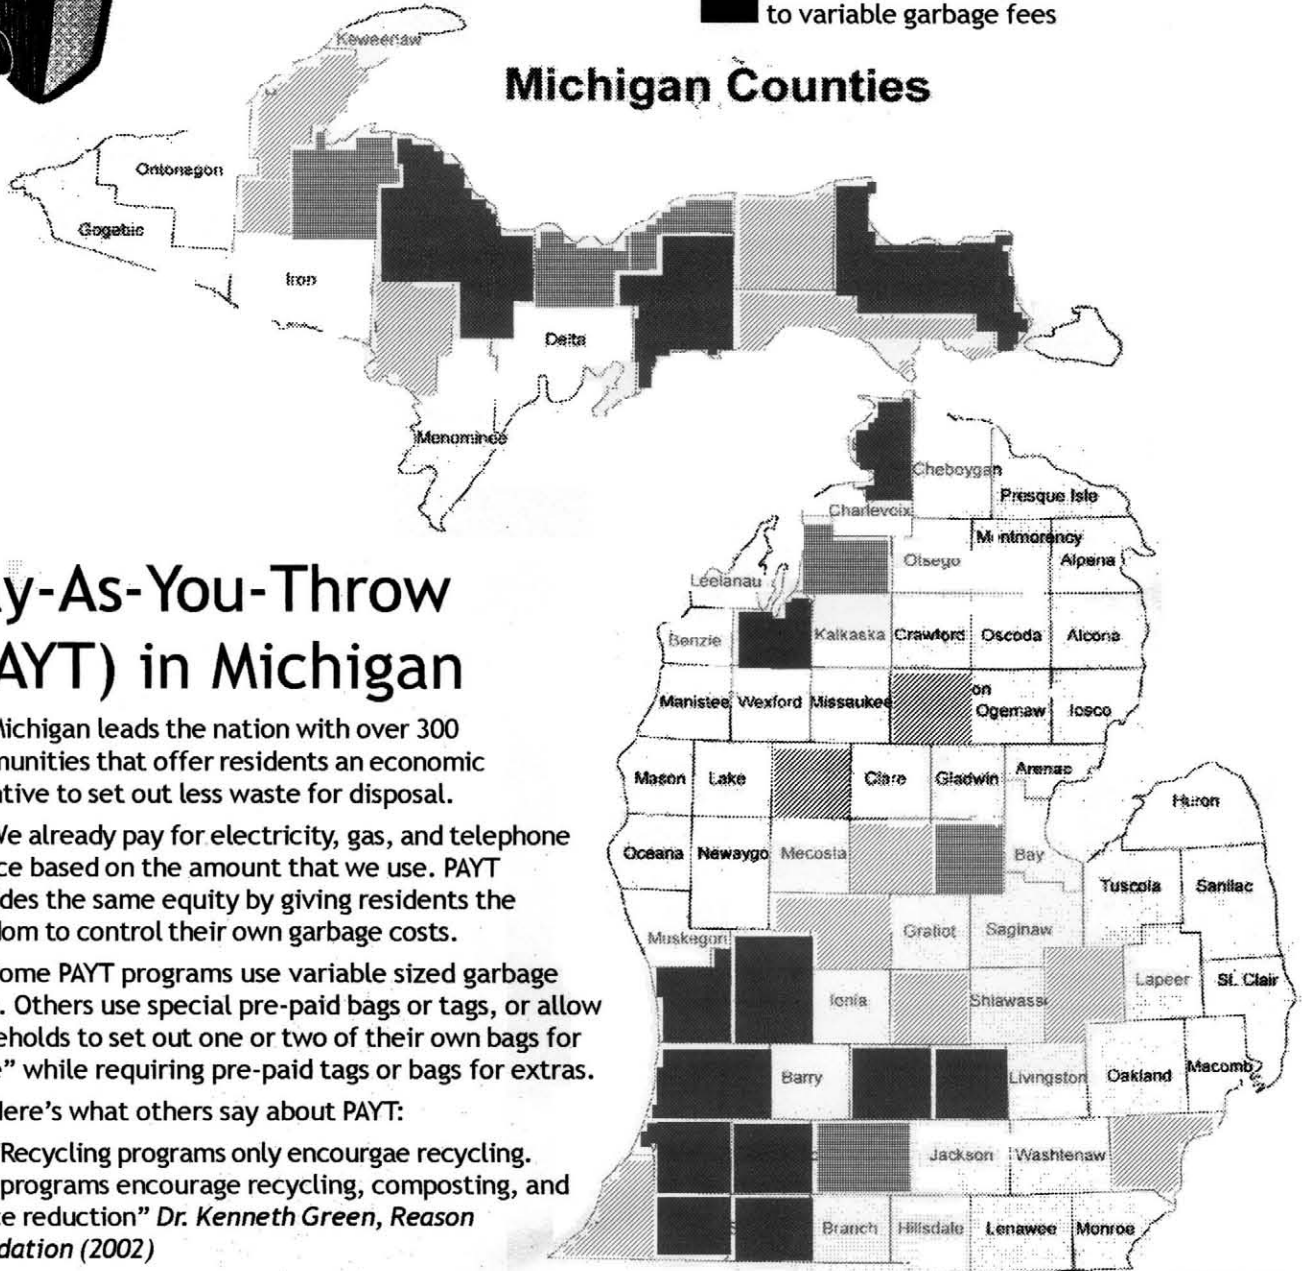 to variable garbage fees
Michigan Counties
Keweenaw
Ontonagon
Gogebic
Iron
Delta
Menominee
Cheboygan
Presque Isle
Charlevoix
Montmorency
Otsego
Alpena
Leelanau
Benzie
Kalkaska
Crawford
Oscoda
Alcona
Manistee
Wexford
Missaukee
on
Ogemaw
Iosco
Mason
Lake
Clare
Gladwin
Arenac
Huron
Oceana
Newaygo
Mecosta
Bay
Tuscola
Sanilac
Muskegon
Gratiot
Saginaw
Ionia
Shiawass
Lapeer
St. Clair
Barry
Livingston
Oakland
Macomb
Jackson
Washtenaw
Branch
Hillsdale
Lenawee
Monroe
y-As-You-Throw
AYT) in Michigan
ichigan leads the nation with over 300
unities that offer residents an economic
ative to set out less waste for disposal.
e already pay for electricity, gas, and telephone
ce based on the amount that we use. PAYT
des the same equity by giving residents the
dom to control their own garbage costs.
ome PAYT programs use variable sized garbage
. Others use special pre-paid bags or tags, or allow
eholds to set out one or two of their own bags for
" while requiring pre-paid tags or bags for extras.
ere's what others say about PAYT:
Recycling programs only encourgae recycling.
programs encourage recycling, composting, and
e reduction" Dr. Kenneth Green, Reason
dation (2002)